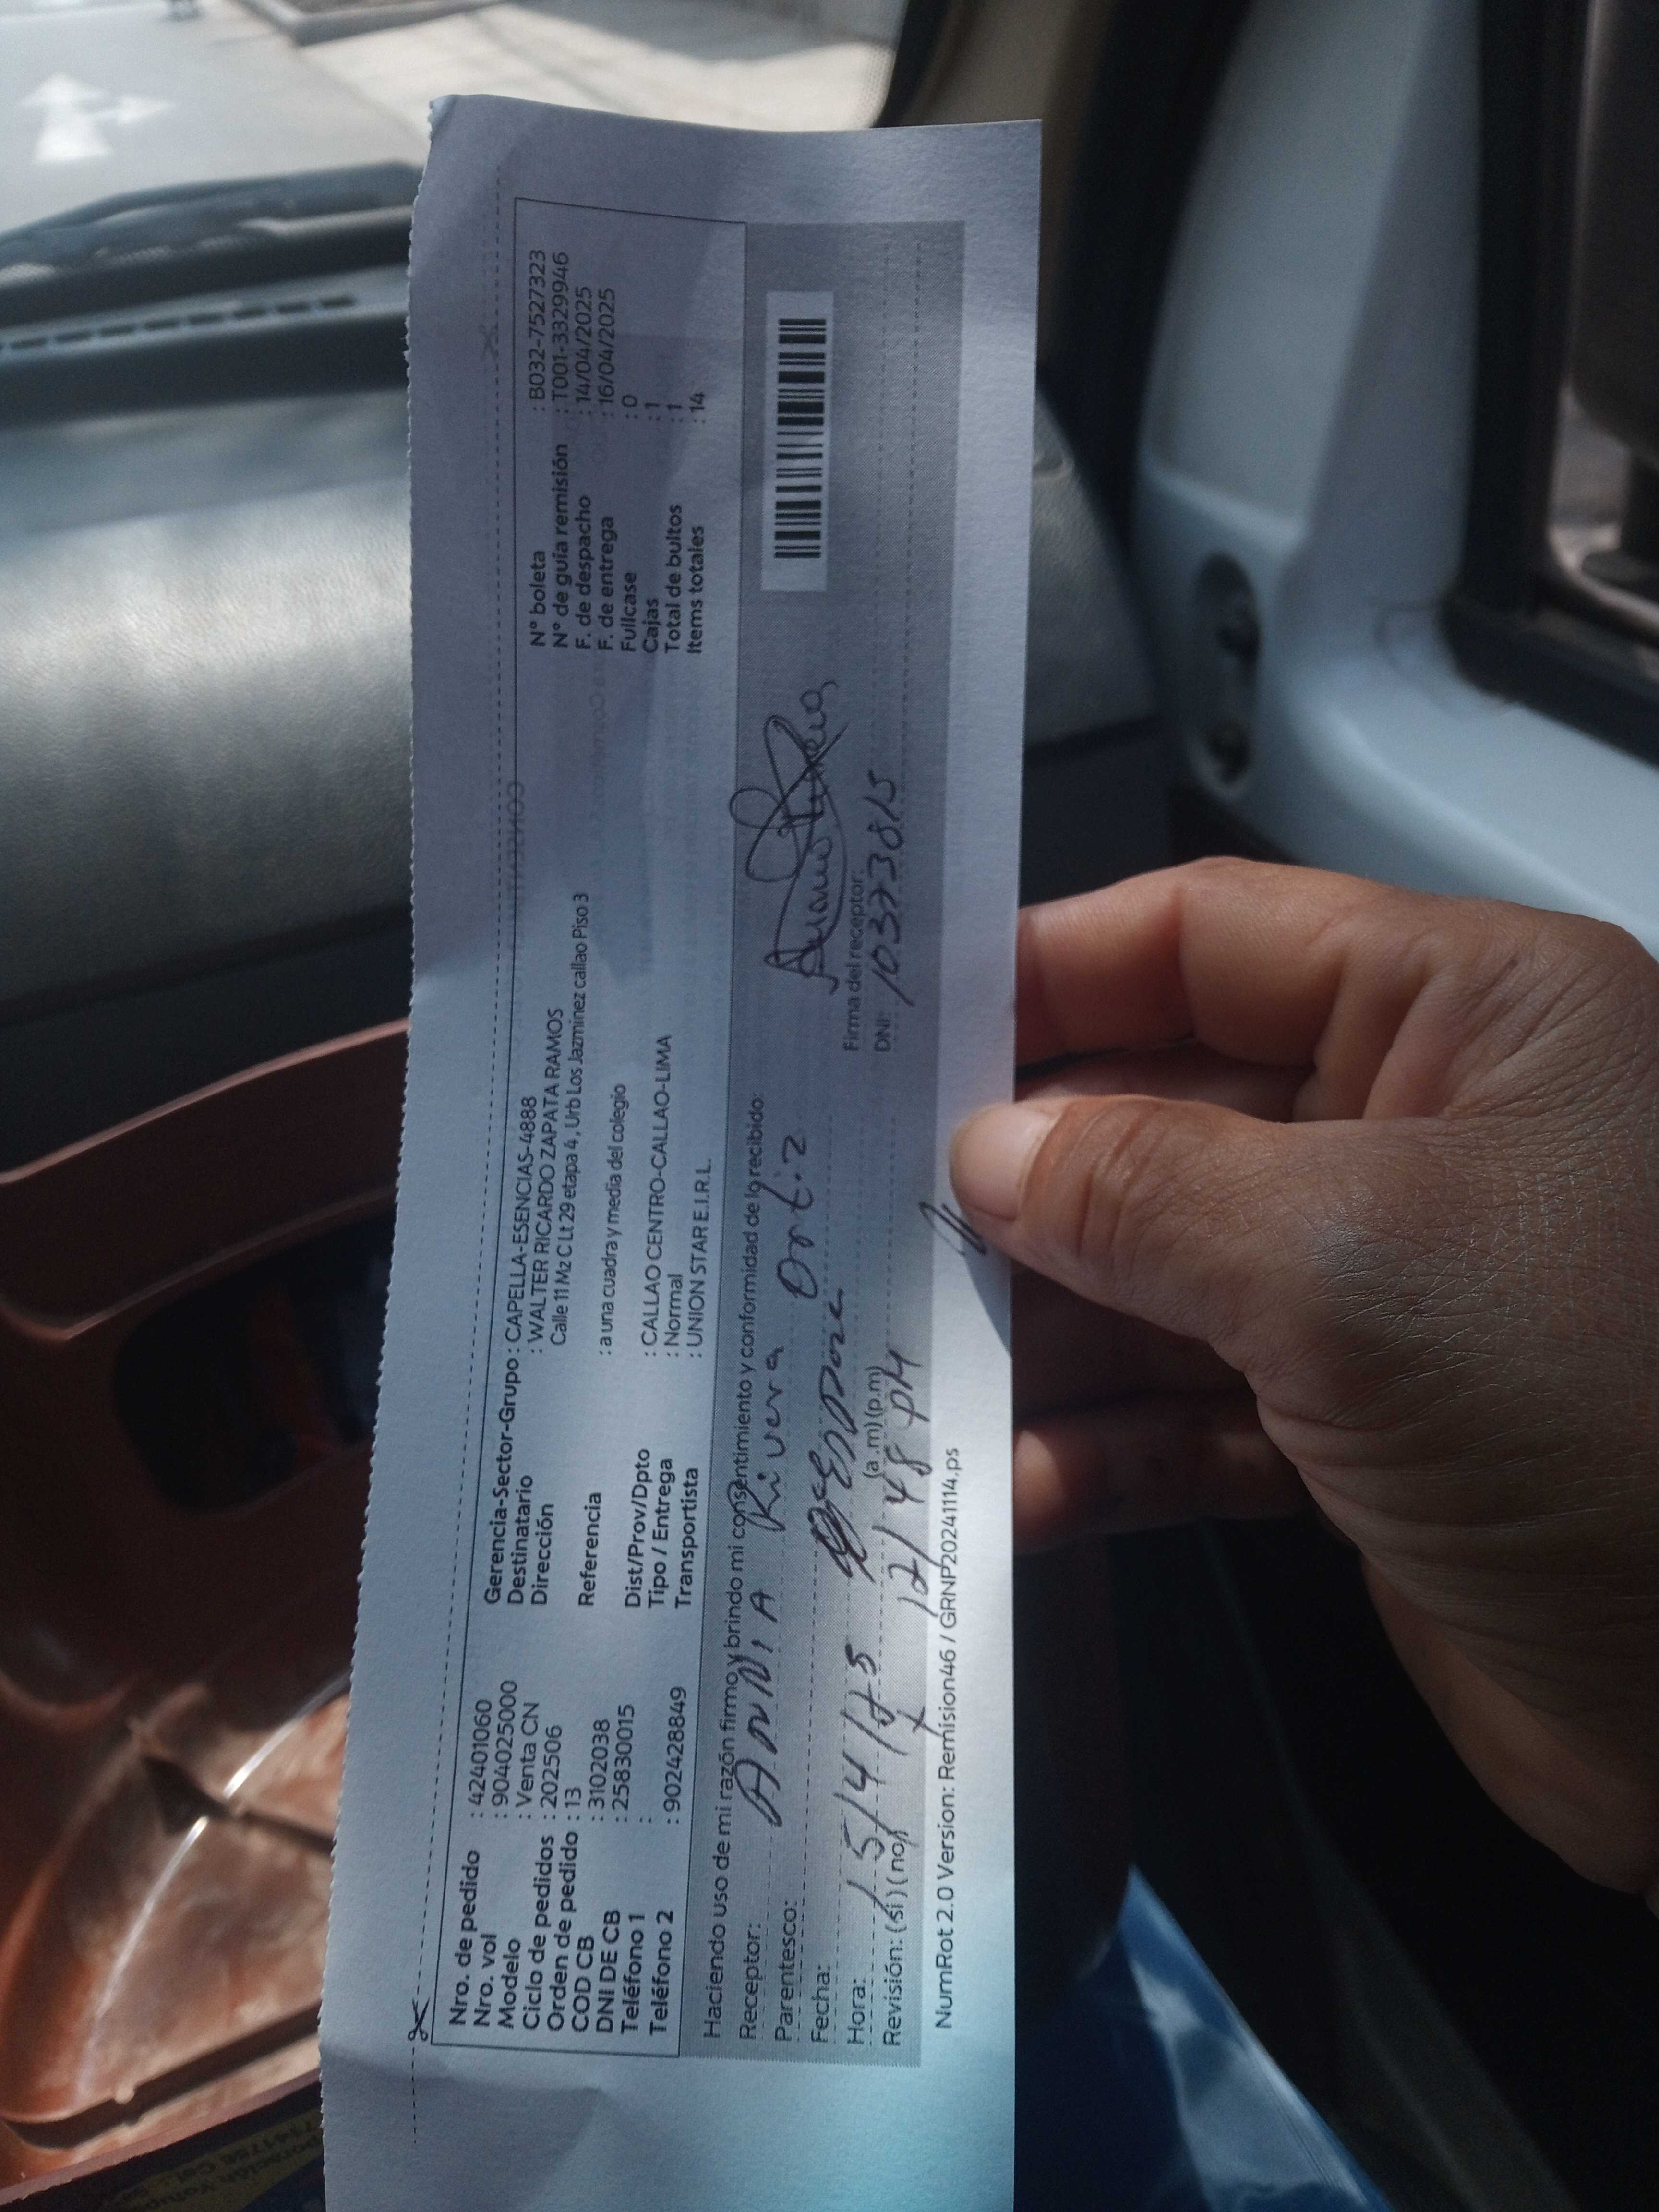 Nro. de pedido : 42401060
Nro. vol : 9040250​00
Modelo : Venta CN
Ciclo de pedidos : 202506
Orden de pedido : 13
COD CB : 3102038
DNI DE CB : 25830015
Teléfono 1 :
Teléfono 2 : 902428849
Gerencia-Sector-Grupo : CAPELLA-ESENCIAS-4888
Destinatario : WALTER RICARDO ZAPATA RAMOS
Dirección Calle 11 Mz C Lt 29 etapa 4, Urb Los Jazminez callao Piso 3
Referencia : a una cuadra y media del colegio
Dist/Prov/Dpto : CALLAO CENTRO-CALLAO-LIMA
Tipo / Entrega : Normal
Transportista : UNION STAR E.I.R.L.
N° boleta : B032-7527323
N° de guía remisión : T001-3329946
F. de despacho : 14/04/2025
F. de entrega : 16/04/2025
Fullcase : 0
Cajas : 1
Total de bultos : 1
Items totales : 14
Haciendo uso de mi razón firmo y brindo mi consentimiento y conformidad de lo recibido:
Receptor: Rivera Ortiz
Parentesco:
Fecha: 15/4/25
Hora: 12/48 PM (a.m) (p.m)
Revisión: (si) (no)
Firma del receptor:
DNI: 10373815
NumRot 2.0 Version: Remision46 / GRNP20241114.ps